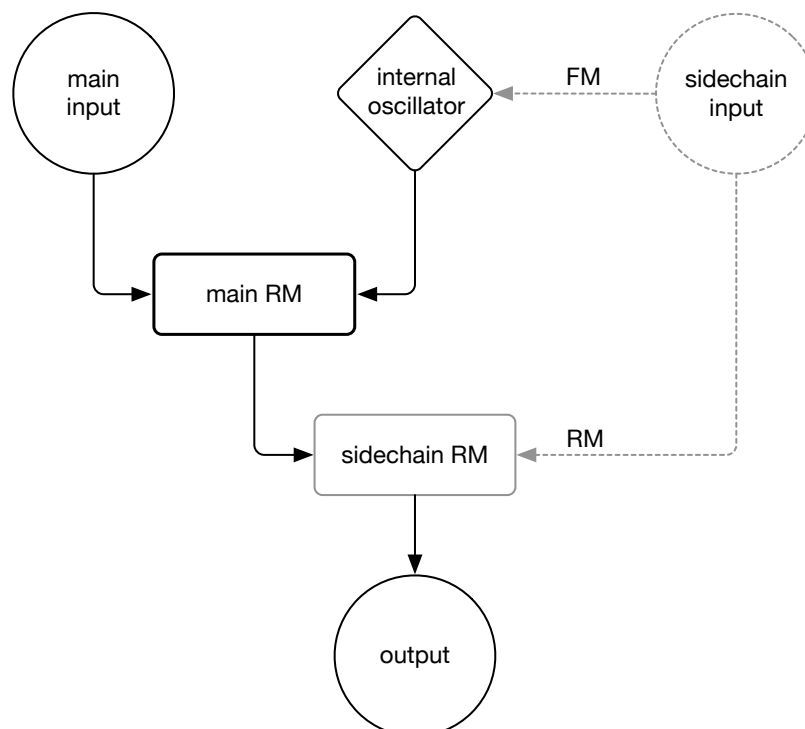 main
input
internal
oscillator
FM
sidechain
input
main RM
sidechain RM
RM
output